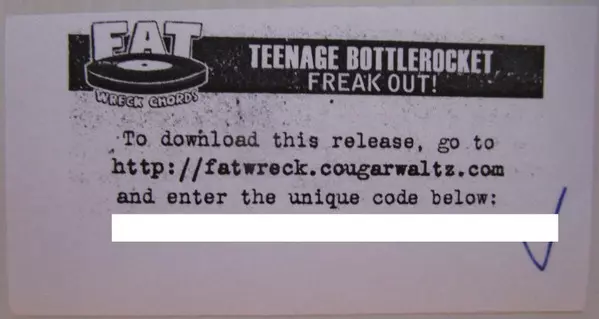 FAT
WRECK CHORDS
TEENAGE BOTTLEROCKET
FREAK OUT!
To download this release, go to
http://fatwreck.cougarwaltz.com
and enter the unique code below: